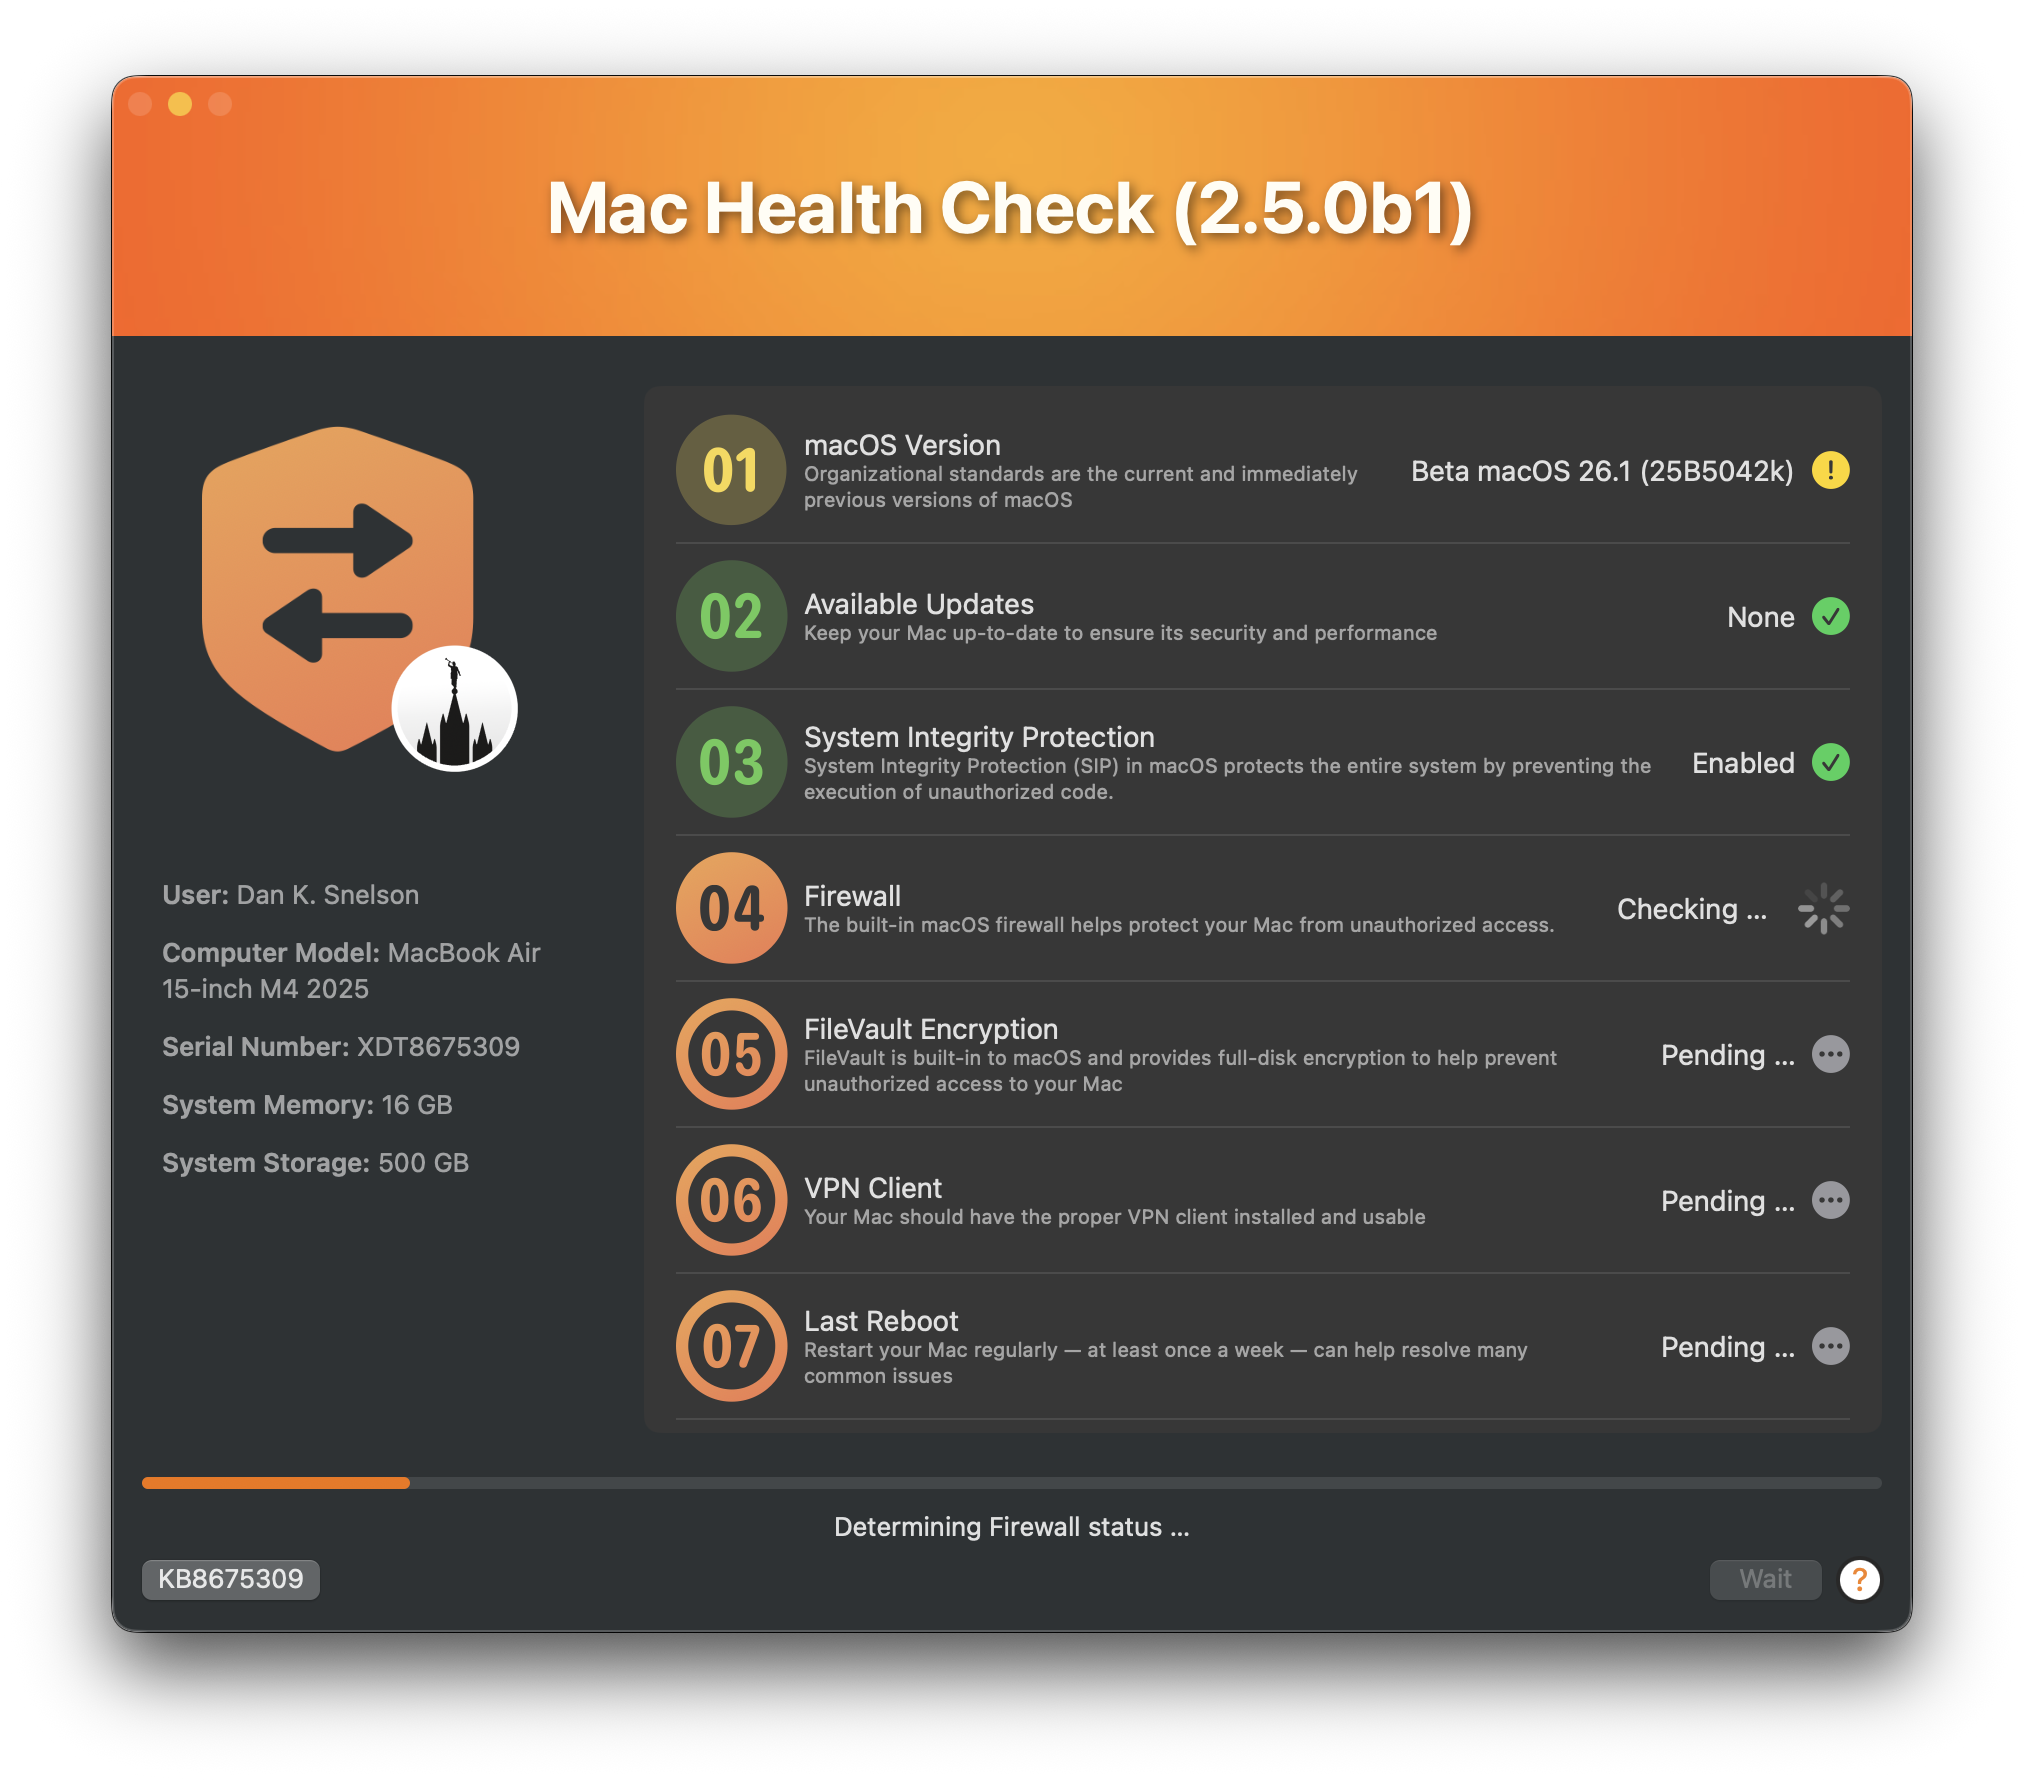 Mac Health Check (2.5.0b1)
User: Dan K. Snelson
Computer Model: MacBook Air
15-inch M4 2025
Serial Number: XDT8675309
System Memory: 16 GB
System Storage: 500 GB
01
macOS Version
Organizational standards are the current and immediately
previous versions of macOS
Beta macOS 26.1 (25B5042k)
02
Available Updates
Keep your Mac up-to-date to ensure its security and performance
None
03
System Integrity Protection
System Integrity Protection (SIP) in macOS protects the entire system by preventing the
execution of unauthorized code.
Enabled
04
Firewall
The built-in macOS firewall helps protect your Mac from unauthorized access.
Checking ...
05
FileVault Encryption
FileVault is built-in to macOS and provides full-disk encryption to help prevent
unauthorized access to your Mac
Pending ...
06
VPN Client
Your Mac should have the proper VPN client installed and usable
Pending ...
07
Last Reboot
Restart your Mac regularly — at least once a week — can help resolve many
common issues
Pending ...
Determining Firewall status ...
KB8675309
Wait
?